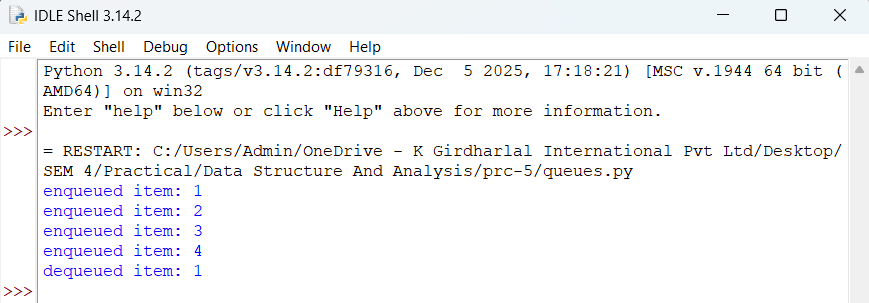 IDLE Shell 3.14.2
File Edit Shell Debug Options Window Help
Python 3.14.2 (tags/v3.14.2:df79316, Dec  5 2025, 17:18:21) [MSC v.1944 64 bit (
AMD64)] on win32
Enter "help" below or click "Help" above for more information.
>>>
= RESTART: C:/Users/Admin/OneDrive - K Girdharlal International Pvt Ltd/Desktop/
SEM 4/Practical/Data Structure And Analysis/prc-5/queues.py
enqueued item: 1
enqueued item: 2
enqueued item: 3
enqueued item: 4
dequeued item: 1
>>>